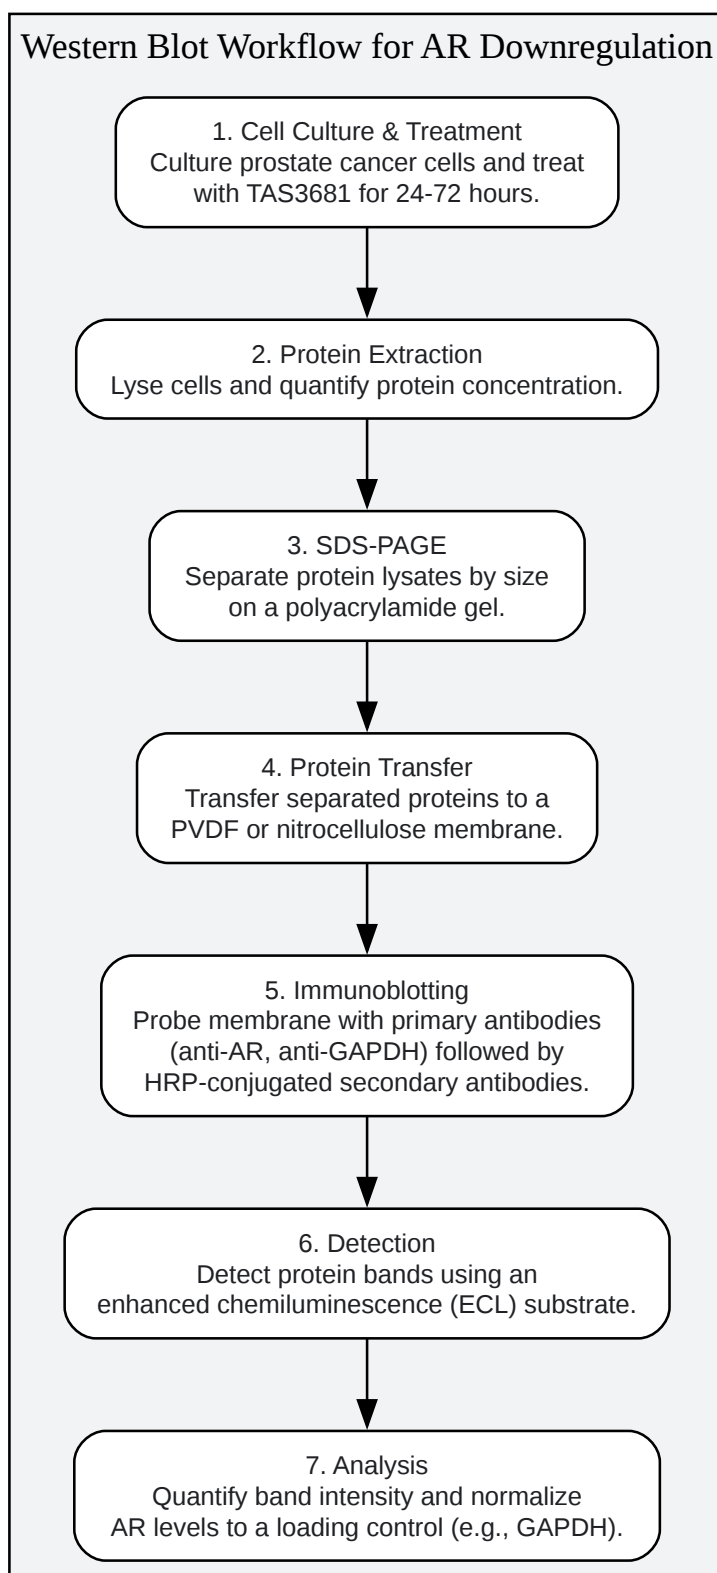 Western Blot Workflow for AR Downregulation
1. Cell Culture & Treatment
Culture prostate cancer cells and treat
with TAS3681 for 24-72 hours.
2. Protein Extraction
Lyse cells and quantify protein concentration.
3. SDS-PAGE
Separate protein lysates by size
on a polyacrylamide gel.
4. Protein Transfer
Transfer separated proteins to a
PVDF or nitrocellulose membrane.
5. Immunoblotting
Probe membrane with primary antibodies
(anti-AR, anti-GAPDH) followed by
HRP-conjugated secondary antibodies.
6. Detection
Detect protein bands using an
enhanced chemiluminescence (ECL) substrate.
7. Analysis
Quantify band intensity and normalize
AR levels to a loading control (e.g., GAPDH).